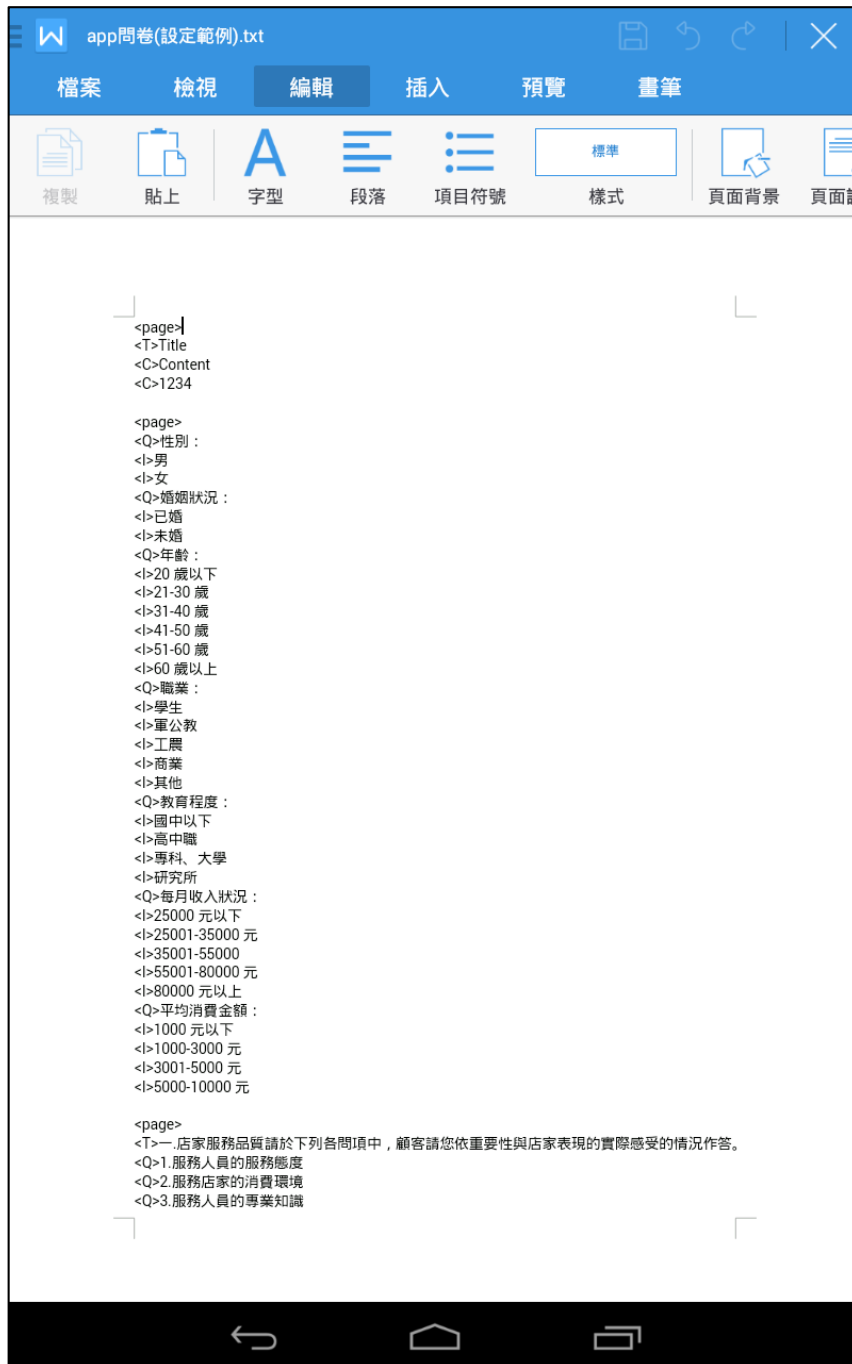 app問卷(設定範例).txt
檔案 檢視 編輯 插入 預覽 畫筆
標準
複製 貼上 字型 段落 項目符號 樣式 頁面背景 頁面
<page>
<T>Title
<C>Content
<C>1234
<page>
<Q>性別：
<I>男
<I>女
<Q>婚姻狀況：
<I>已婚
<I>未婚
<Q>年齡：
<I>20 歲以下
<I>21-30 歲
<I>31-40 歲
<I>41-50 歲
<I>51-60 歲
<I>60 歲以上
<Q>職業：
<I>學生
<I>軍公教
<I>工農
<I>商業
<I>其他
<Q>教育程度：
<I>國中以下
<I>高中職
<I>專科、大學
<I>研究所
<Q>每月收入狀況：
<I>25000 元以下
<I>25001-35000 元
<I>35001-55000
<I>55001-80000 元
<I>80000 元以上
<Q>平均消費金額：
<I>1000 元以下
<I>1000-3000 元
<I>3001-5000 元
<I>5000-10000 元
<page>
<T>一.店家服務品質請於下列各問項中，顧客請您依重要性與店家表現的實際感受的情況作答。
<Q>1.服務人員的服務態度
<Q>2.服務店家的消費環境
<Q>3.服務人員的專業知識